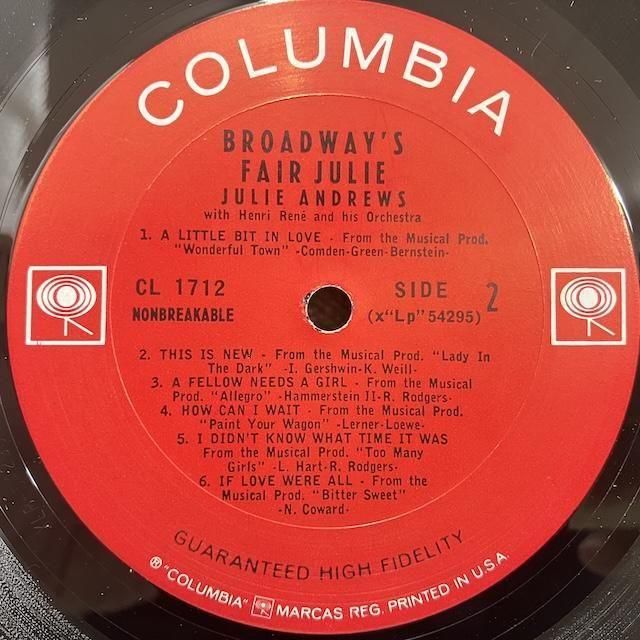 COLUMBIA
BROADWAY'S
FAIR JULIE
JULIE ANDREWS
with Henri René and his Orchestra
1. A LITTLE BIT IN LOVE - From the Musical Prod.
"Wonderful Town" -Comden-Green-Bernstein-
CL 1712
NONBREAKABLE
SIDE 2
(x"Lp" 54295)
2. THIS IS NEW - From the Musical Prod. "Lady In
The Dark" -I. Gershwin-K. Weill-
3. A FELLOW NEEDS A GIRL - From the Musical
Prod. "Allegro" -Hammerstein II-R. Rodgers-
4. HOW CAN I WAIT - From the Musical Prod.
"Paint Your Wagon" -Lerner-Loewe-
5. I DIDN'T KNOW WHAT TIME IT WAS
From the Musical Prod. "Too Many
Girls" -L. Hart-R. Rodgers-
6. IF LOVE WERE ALL - From the
Musical Prod. "Bitter Sweet"
-N. Coward-
GUARANTEED HIGH FIDELITY
® "COLUMBIA" MARCAS REG. PRINTED IN U.S.A.